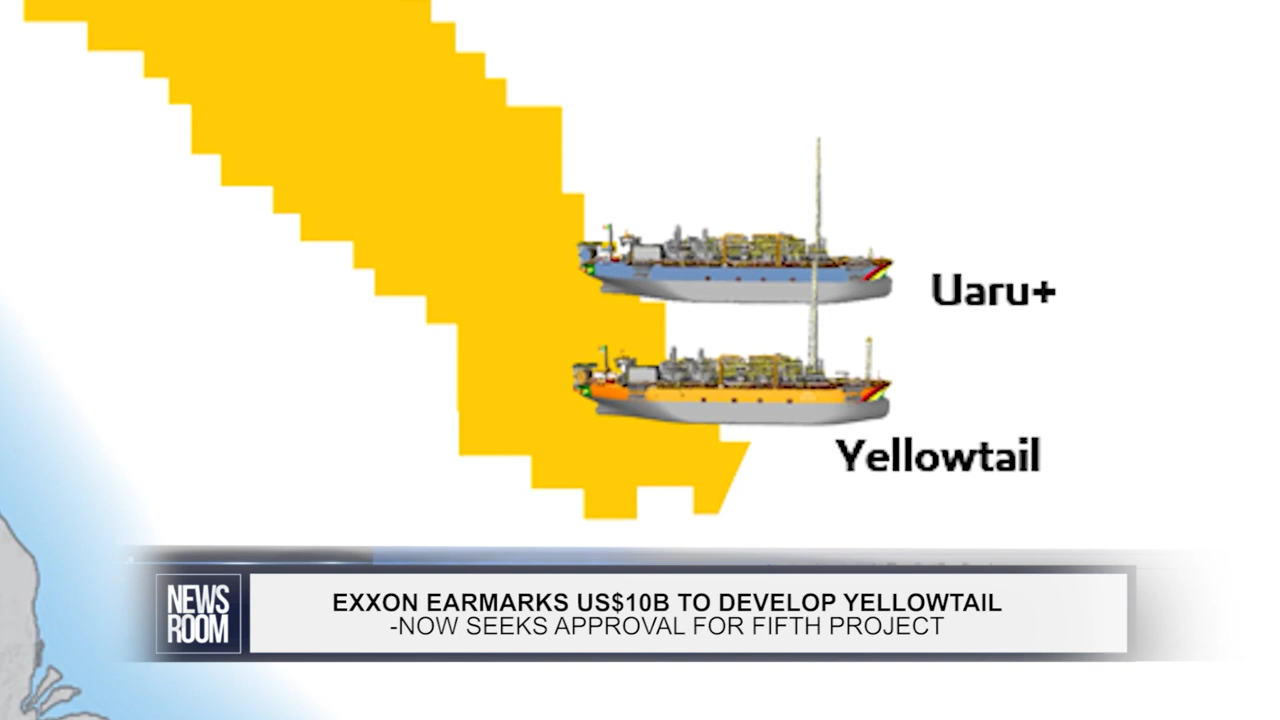 Uaru+
Yellowtail
NEWS
ROOM
EXXON EARMARKS US$10B TO DEVELOP YELLOWTAIL
-NOW SEEKS APPROVAL FOR FIFTH PROJECT